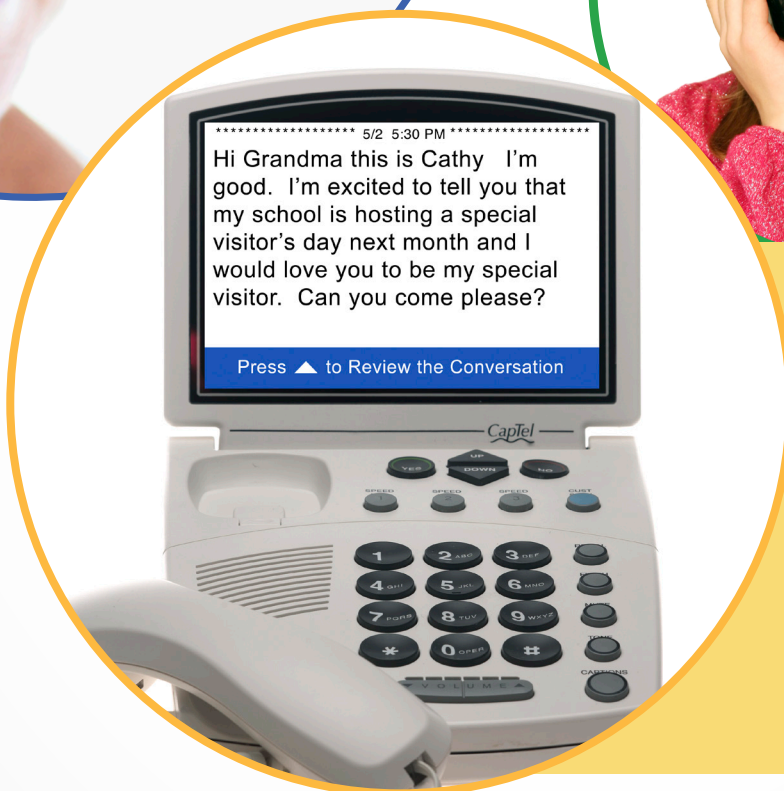 ******************* 5/2 5:30 PM *******************
Hi Grandma this is Cathy I'm
good. I'm excited to tell you that
my school is hosting a special
visitor's day next month and I
would love you to be my special
visitor. Can you come please?
Press ▲ to Review the Conversation
CapTel
UP
YES DOWN NO
SPEED SPEED SPEED CUST
1 2 3
1 2 ABC 3 DEF
4 GHI 5 JKL 6 MNO
7 PQRS 8 TUV 9 WXYZ
TONE
* 0 OPER #
CAPTIONS
▼ VOLUME ▲